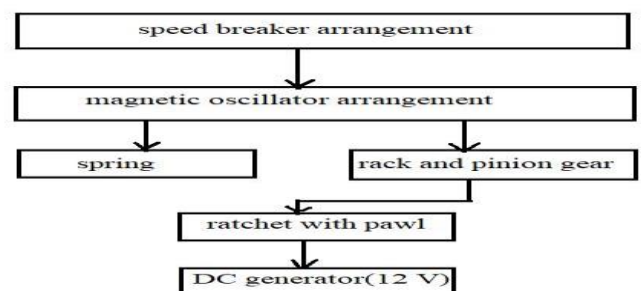 speed breaker arrangement
magnetic oscillator arrangement
spring
rack and pinion gear
ratchet with pawl
DC generator(12 V)